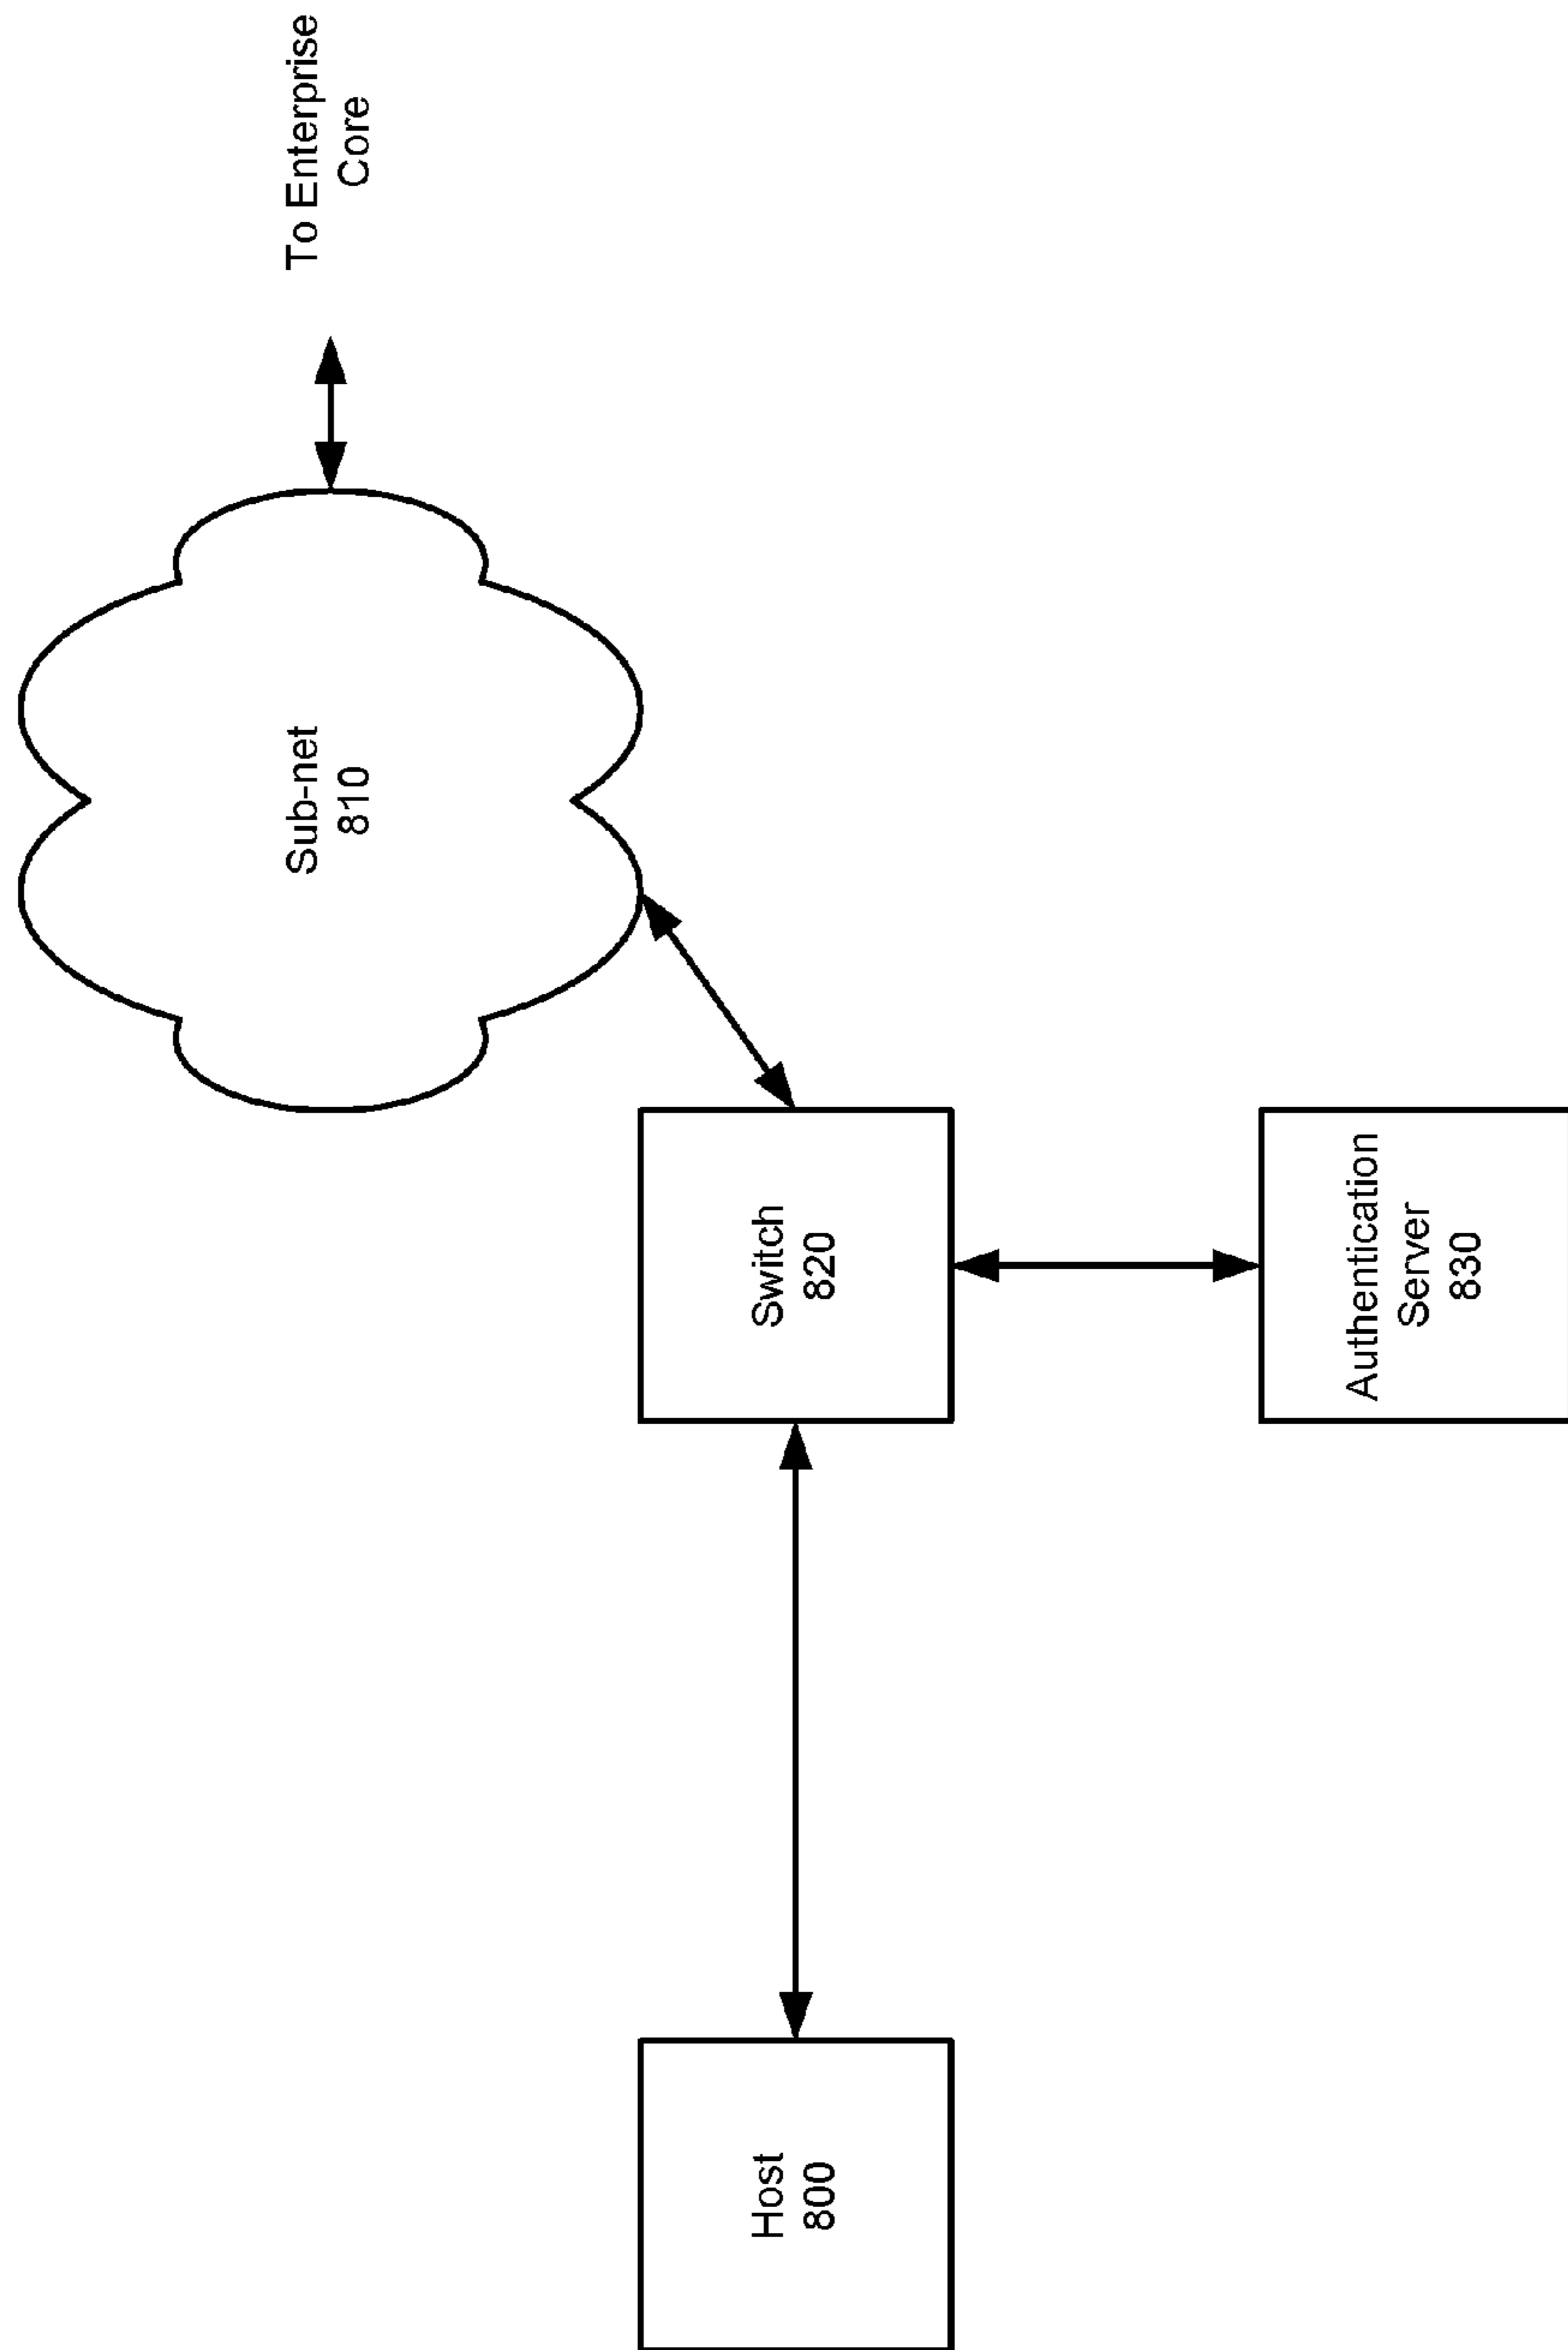 To Enterprise
Core
Sub-net
810
Switch
820
Host
800
Authentication
Server
830